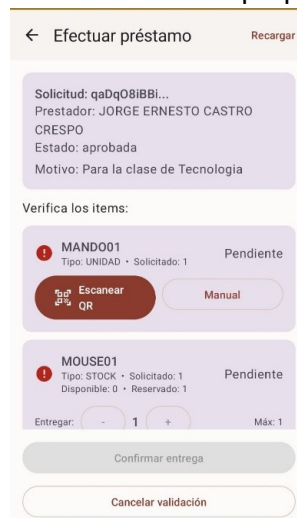 Efectuar préstamo
Recargar
Solicitud: qaDqO8iBBi...
Prestador: JORGE ERNESTO CASTRO
CRESPO
Estado: aprobada
Motivo: Para la clase de Tecnologia
Verifica los items:
MANDO01
Tipo: UNIDAD • Solicitado: 1
Pendiente
Escanear
QR
Manual
MOUSE01
Tipo: STOCK • Solicitado: 1
Disponible: 0 • Reservado: 1
Pendiente
Entregar: - 1 + Máx: 1
Confirmar entrega
Cancelar validación